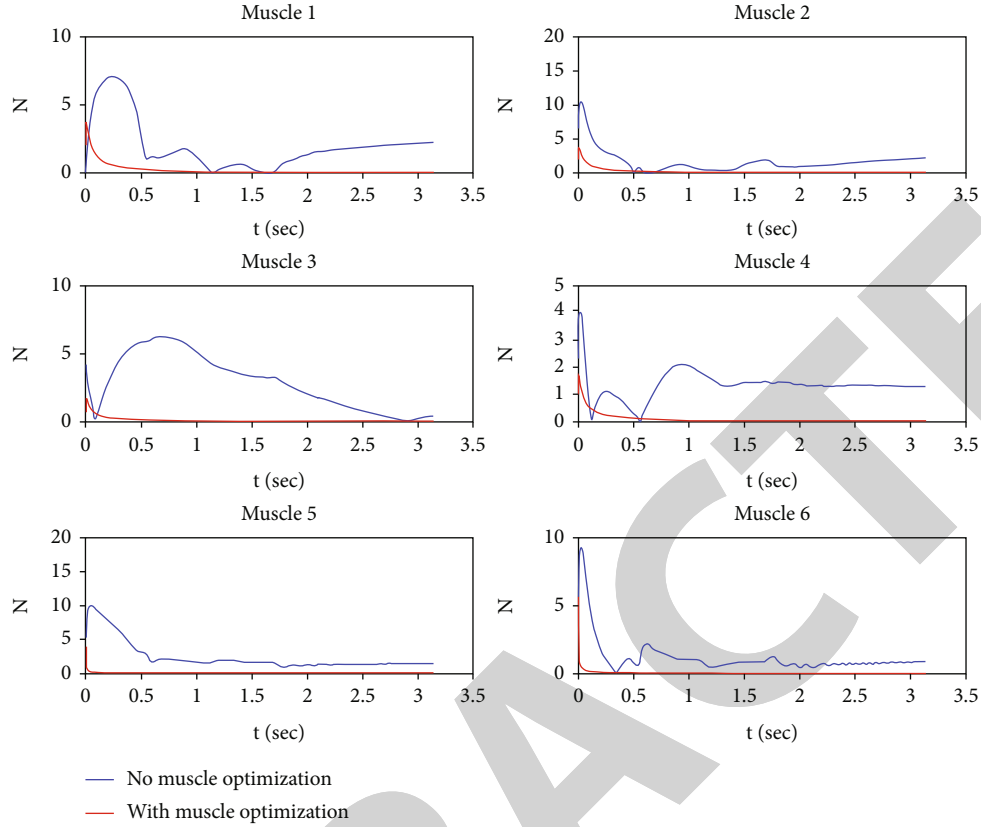 Muscle 1
10
5
0
N
0 0.5 1 1.5 2 2.5 3 3.5
t (sec)
Muscle 2
20
15
10
5
0
N
0 0.5 1 1.5 2 2.5 3 3.5
t (sec)
Muscle 3
10
5
0
N
0 0.5 1 1.5 2 2.5 3 3.5
t (sec)
Muscle 4
5
4
3
2
1
0
N
0 0.5 1 1.5 2 2.5 3 3.5
t (sec)
Muscle 5
20
15
10
5
0
N
0 0.5 1 1.5 2 2.5 3 3.5
t (sec)
Muscle 6
10
5
0
N
0 0.5 1 1.5 2 2.5 3 3.5
t (sec)
No muscle optimization
With muscle optimization